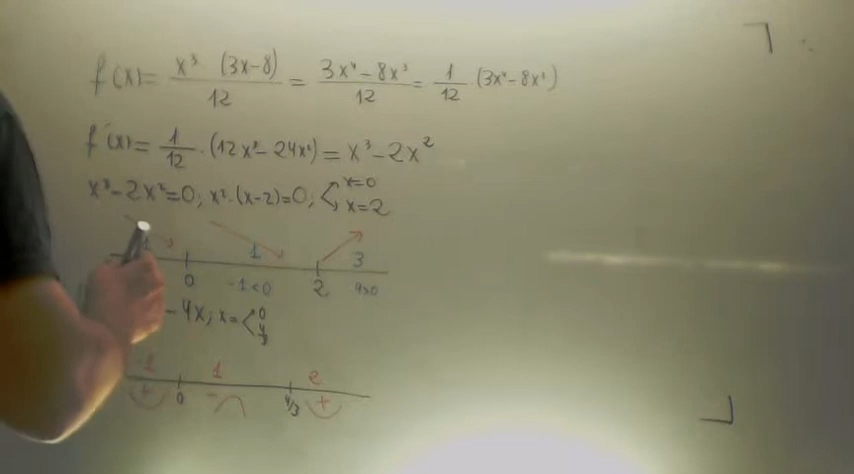 f(x) = x³ (3x-8) / 12 = 3x⁴ - 8x³ / 12 = 1/12 (3x⁴ - 8x³)
f'(x) = 1/12 · (12x³ - 24x²) = x³ - 2x²
x³ - 2x² = 0; x² · (x-2) = 0; < x=0 x=2
1 3
0 -1<0 2 4>0
- 4x; x = < 0 4/3
-1 1 2
(+) 0 - 4/3 (+)